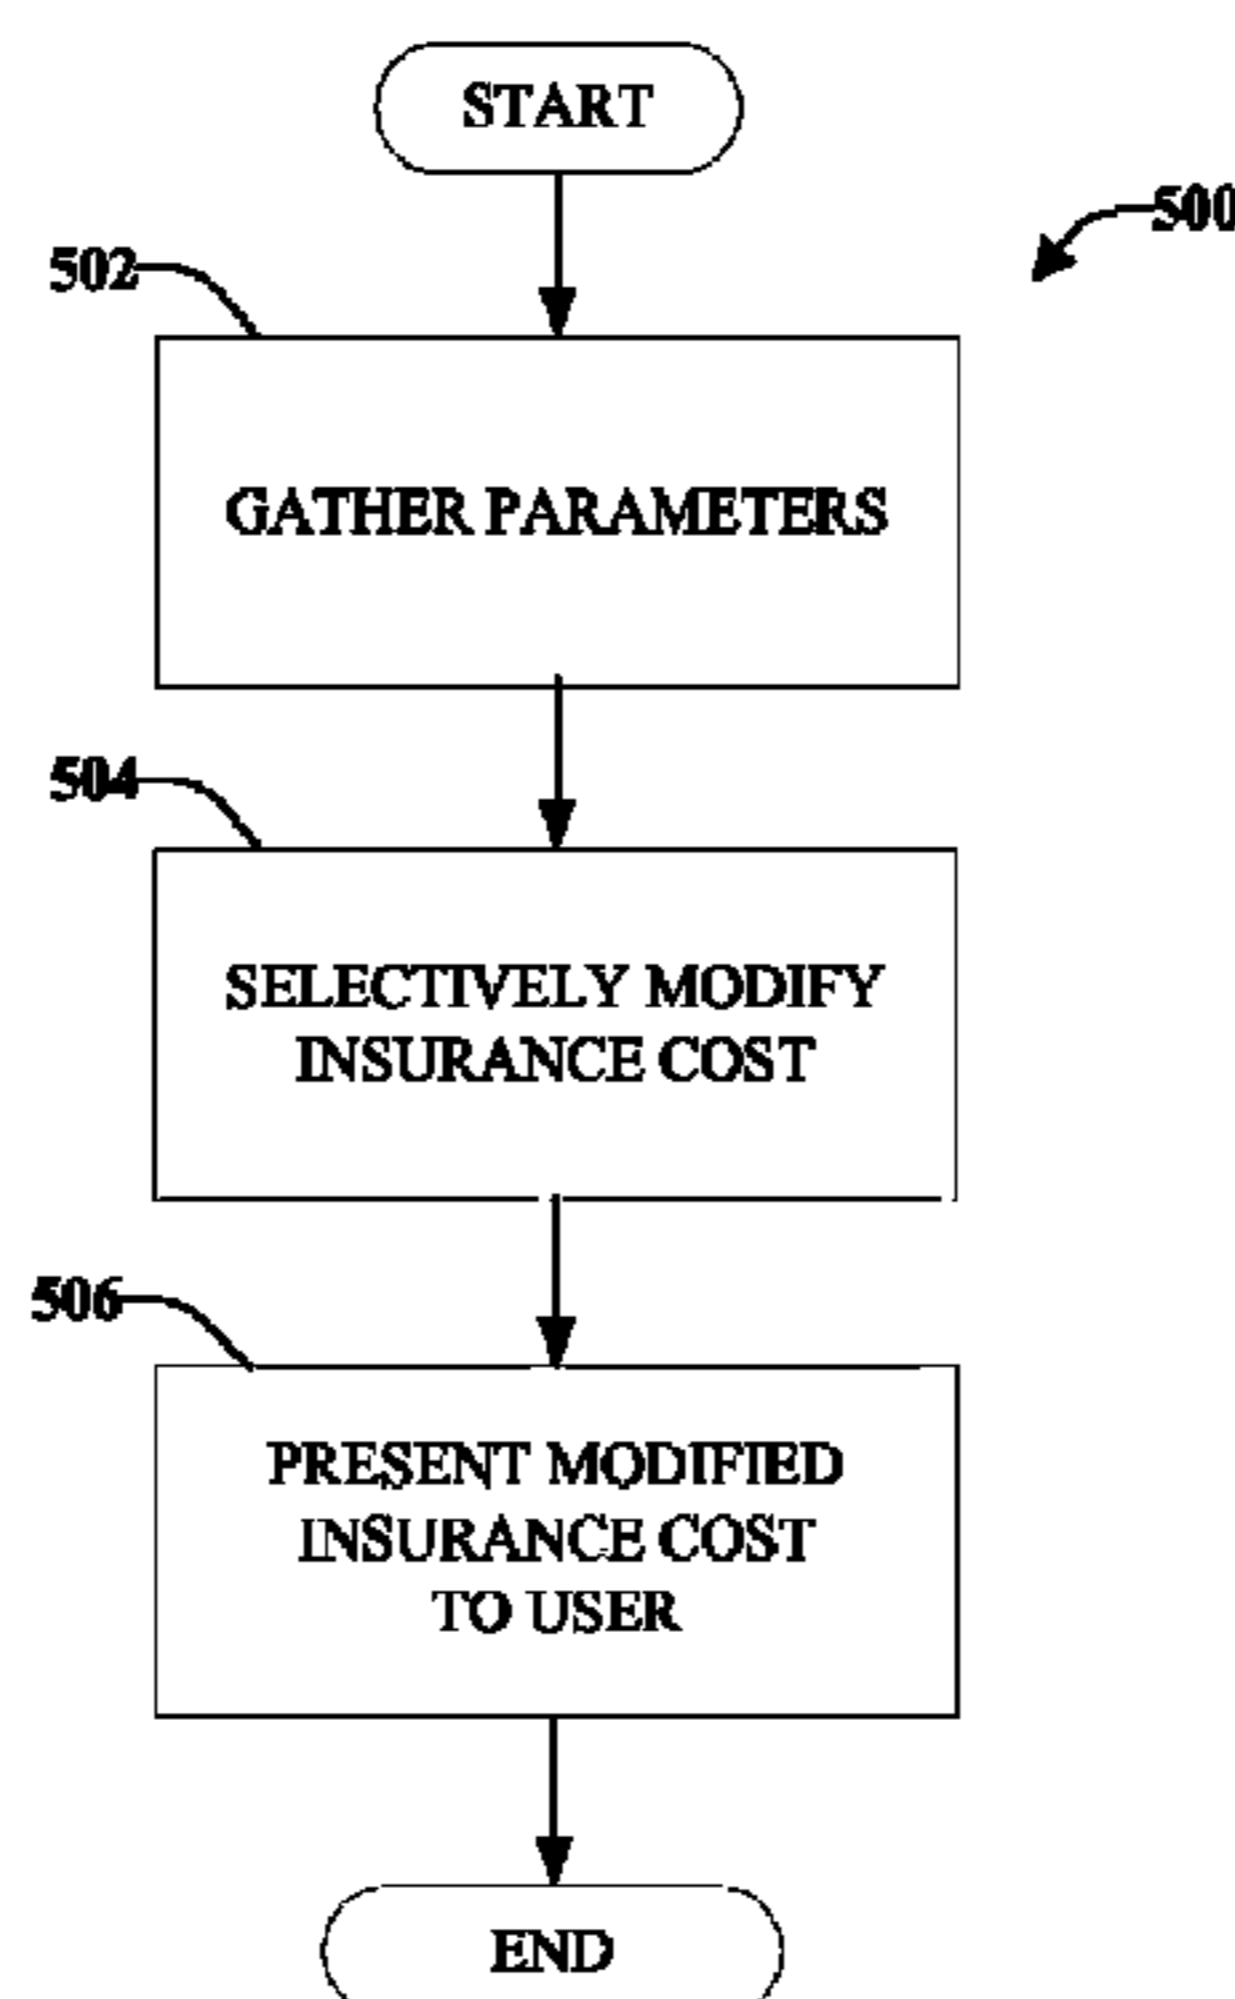 START
500
502
GATHER PARAMETERS
504
SELECTIVELY MODIFY
INSURANCE COST
506
PRESENT MODIFIED
INSURANCE COST
TO USER
END